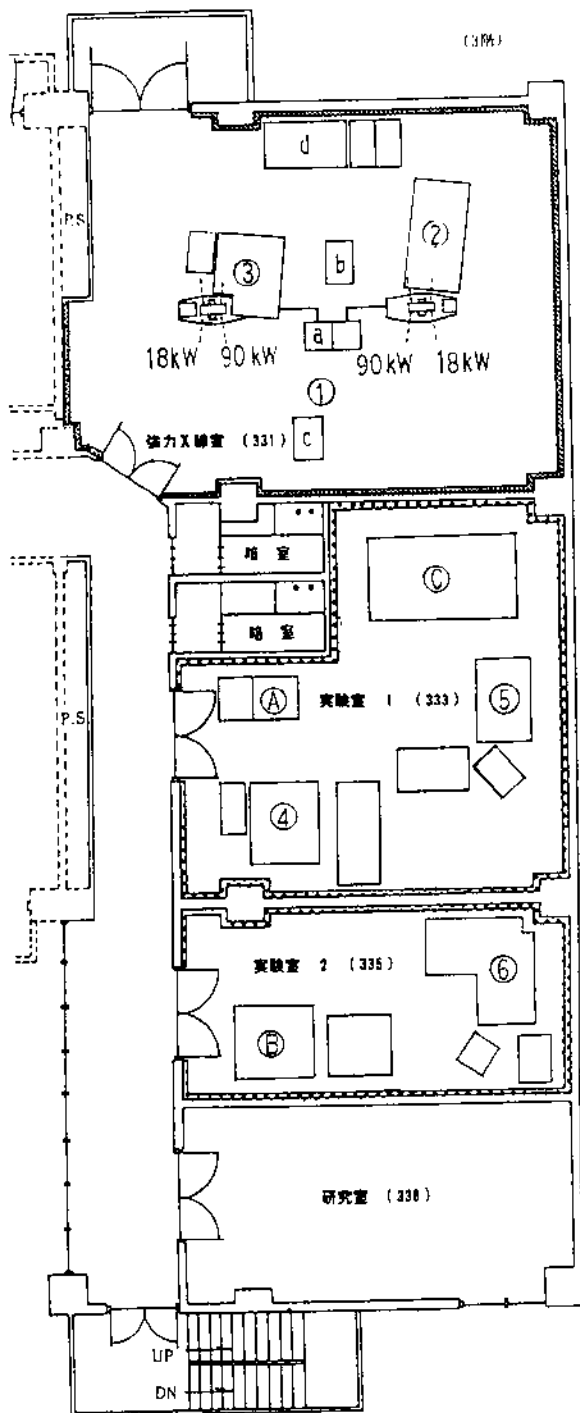 (3階)
d
P.S.
②
③
b
a
18kW 90kW 90kW 18kW
①
強力X線室 (331)
C
暗室
Ⓒ
暗室
Ⓐ 実験室 1 (333) ⑤
P.S.
④
実験室 2 (335) ⑥
Ⓑ
研究室 (336)
UP
DN